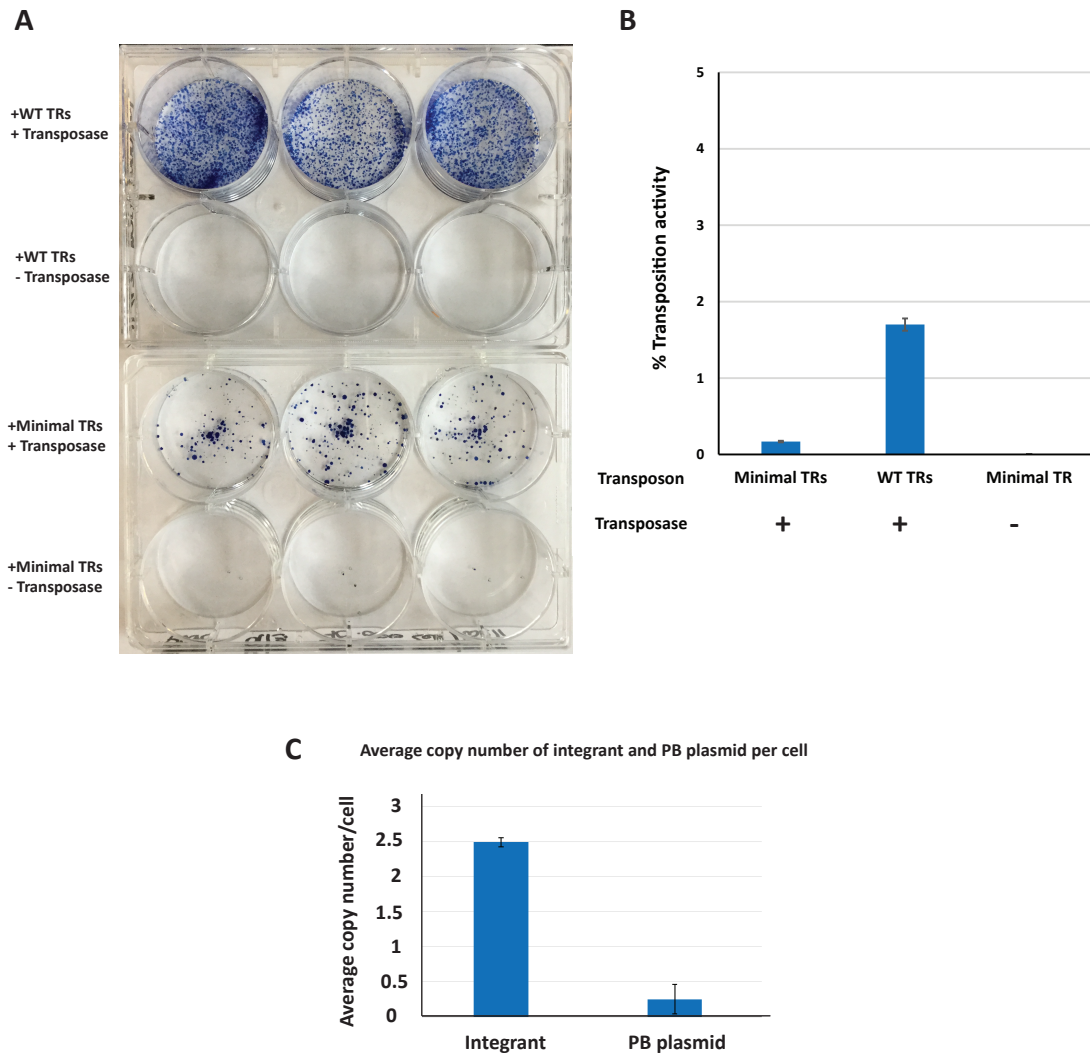 A
+WT TRs
+ Transposase
+WT TRs
- Transposase
+Minimal TRs
+ Transposase
+Minimal TRs
- Transposase
B
% Transposition activity
5
4
3
2
1
0
Transposon Minimal TRs WT TRs Minimal TR
Transposase + + -
C Average copy number of integrant and PB plasmid per cell
Average copy number/cell
3
2.5
2
1.5
1
0.5
0
Integrant PB plasmid